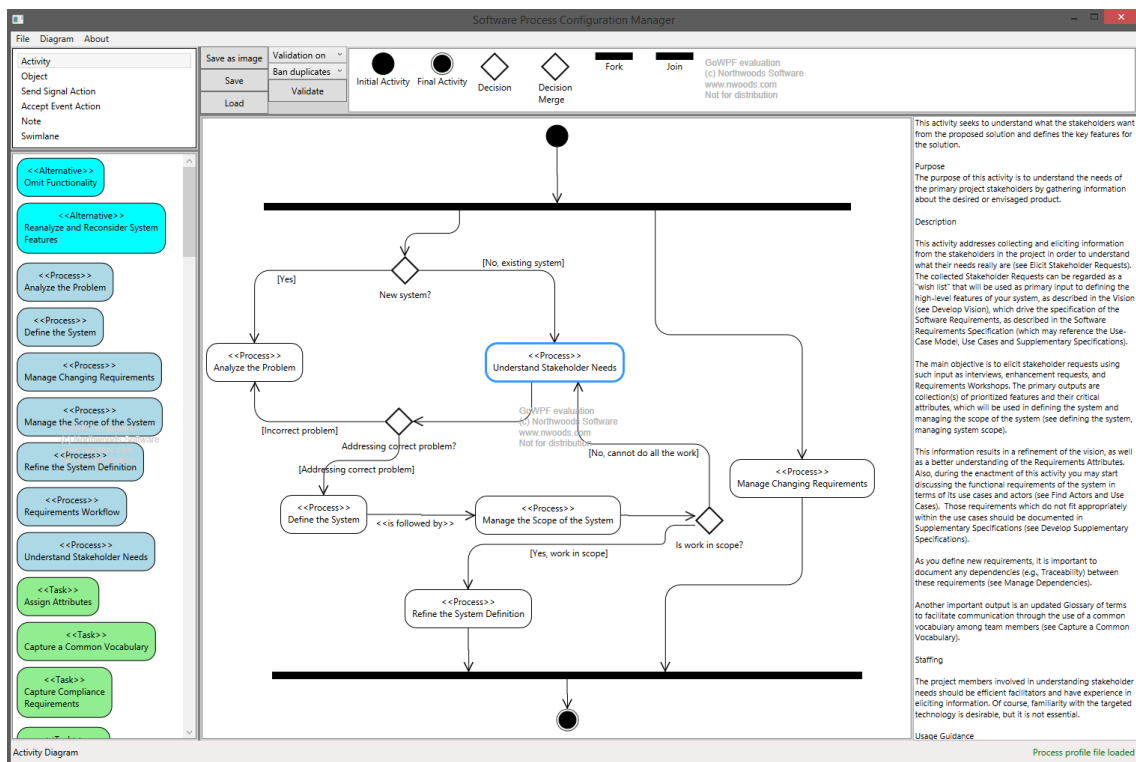 Software Process Configuration Manager
File Diagram About
Activity
Object
Send Signal Action
Accept Event Action
Note
Swimlane
Save as image
Save
Load
Validation on
Ban duplicates
Validate
Initial Activity
Final Activity
Decision
Decision
Merge
Fork
Join
GoWPF evaluation
(c) Northwoods Software
www.nwoods.com
Not for distribution
<<Alternative>>
Omit Functionality
<<Alternative>>
Reanalyze and Reconsider System
Features
<<Process>>
Analyze the Problem
<<Process>>
Define the System
<<Process>>
Manage Changing Requirements
<<Process>>
Manage the Scope of the System
<<Process>>
Refine the System Definition
<<Process>>
Requirements Workflow
<<Process>>
Understand Stakeholder Needs
<<Task>>
Assign Attributes
<<Task>>
Capture a Common Vocabulary
<<Task>>
Capture Compliance
Requirements
<<Task>>
[Yes]
New system?
[No, existing system]
<<Process>>
Analyze the Problem
<<Process>>
Understand Stakeholder Needs
GoWPF evaluation
(c) Northwoods Software
www.nwoods.com
Not for distribution
[Incorrect problem]
Addressing correct problem?
[Addressing correct problem]
[No, cannot do all the work]
<<Process>>
Manage Changing Requirements
<<Process>>
Define the System
<<is followed by>>
<<Process>>
Manage the Scope of the System
Is work in scope?
[Yes, work in scope]
<<Process>>
Refine the System Definition
This activity seeks to understand what the stakeholders want
from the proposed solution and defines the key features for
the solution.
Purpose
The purpose of this activity is to understand the needs of
the primary project stakeholders by gathering information
about the desired or envisaged product.
Description
This activity addresses collecting and eliciting information
from the stakeholders in the project in order to understand
what their needs really are (see Elicit Stakeholder Requests).
The collected Stakeholder Requests can be regarded as a
"wish list" that will be used as primary input to defining the
high-level features of your system, as described in the Vision
(see Develop Vision), which drive the specification of the
Software Requirements, as described in the Software
Requirements Specification (which may reference the Use-
Case Model, Use Cases and Supplementary Specifications).
The main objective is to elicit stakeholder requests using
such input as interviews, enhancement requests, and
Requirements Workshops. The primary outputs are
collection(s) of prioritized features and their critical
attributes, which will be used in defining the system and
managing the scope of the system (see defining the system,
managing system scope).
This information results in a refinement of the vision, as well
as a better understanding of the Requirements Attributes.
Also, during the enactment of this activity you may start
discussing the functional requirements of the system in
terms of its use cases and actors (see Find Actors and Use
Cases). Those requirements which do not fit appropriately
within the use cases should be documented in
Supplementary Specifications (see Develop Supplementary
Specifications).
As you define new requirements, it is important to
document any dependencies (e.g., Traceability) between
these requirements (see Manage Dependencies).
Another important output is an updated Glossary of terms
to facilitate communication through the use of a common
vocabulary among team members (see Capture a Common
Vocabulary).
Staffing
The project members involved in understanding stakeholder
needs should be efficient facilitators and have experience in
eliciting information. Of course, familiarity with the targeted
technology is desirable, but it is not essential.
Usage Guidance
Activity Diagram
Process profile file loaded